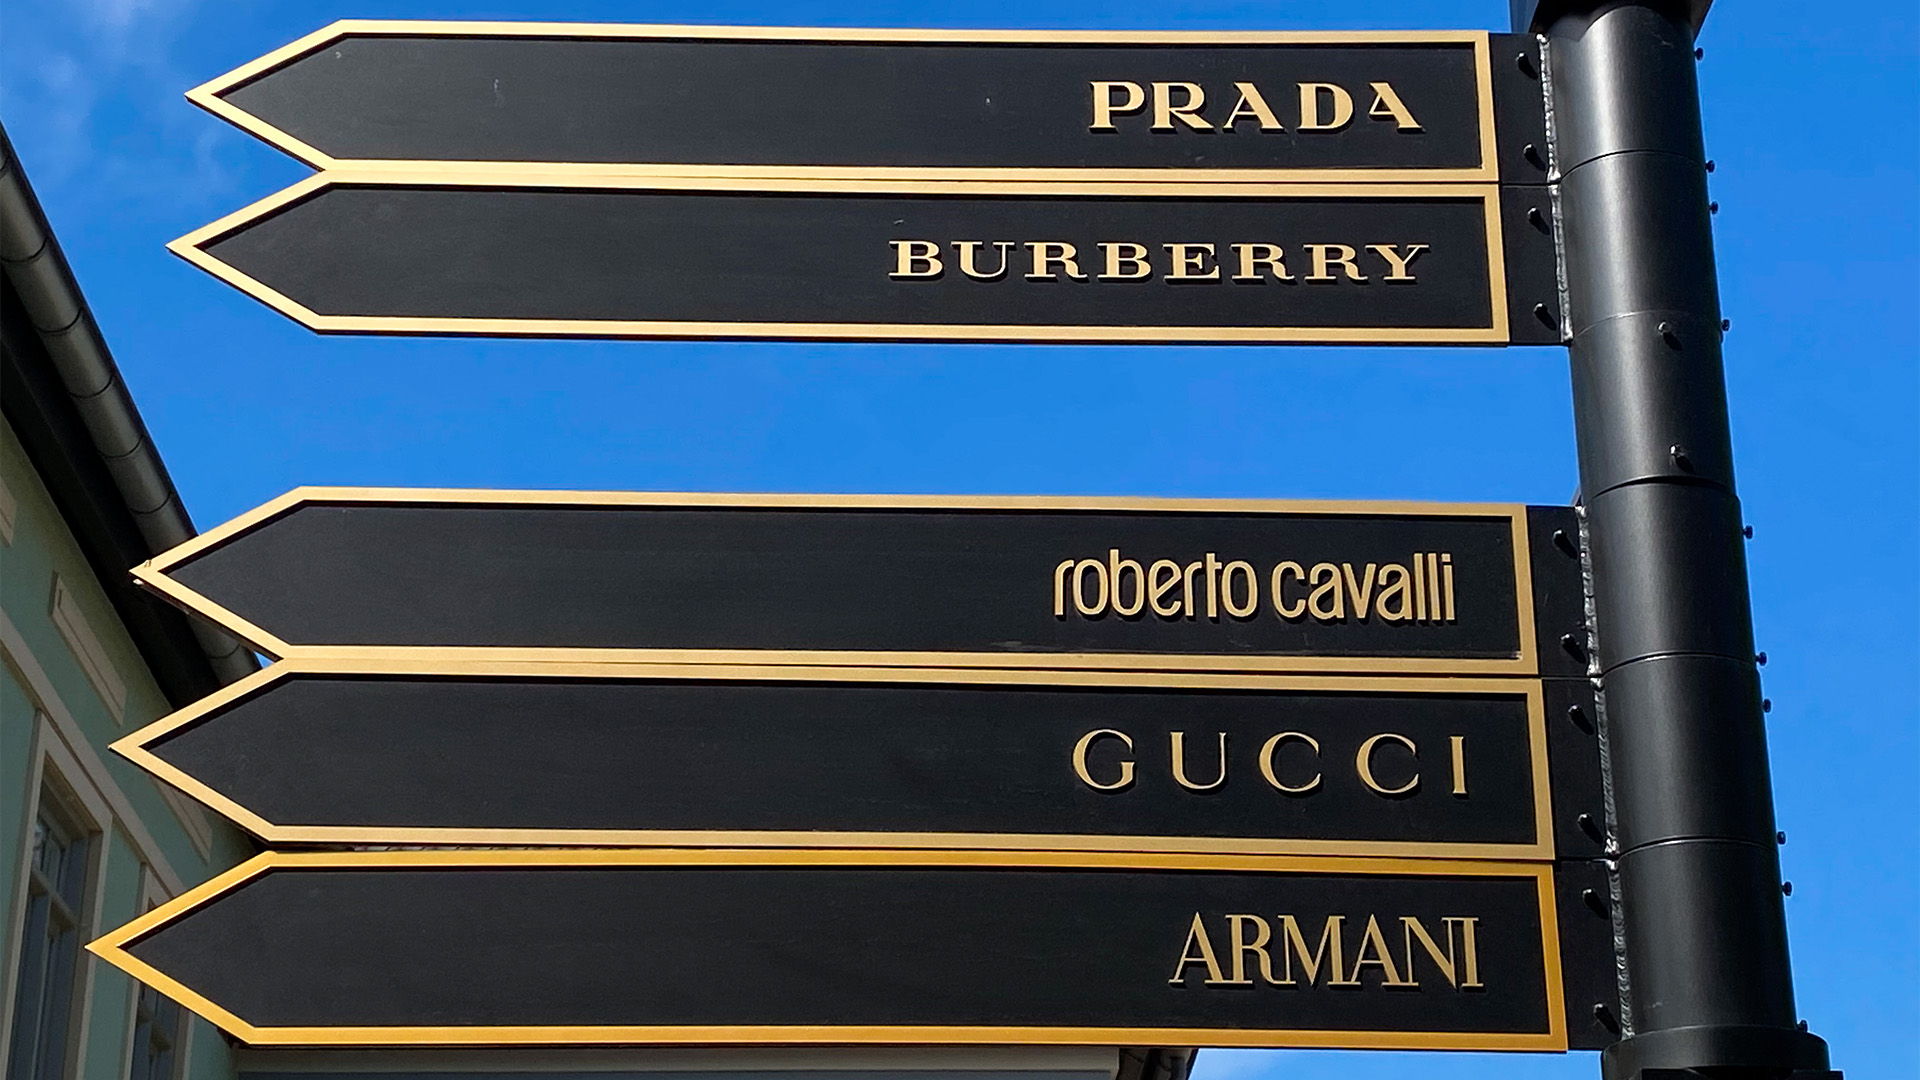 PRADA
BURBERRY
roberto cavalli
GUCCI
ARMANI